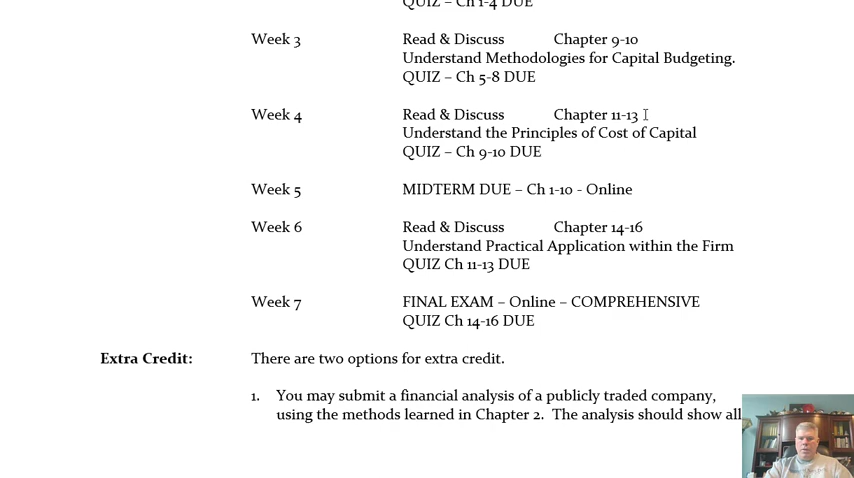 QUIZ – Ch 1-4 DUE
Week 3 Read & Discuss Chapter 9-10
Understand Methodologies for Capital Budgeting.
QUIZ – Ch 5-8 DUE
Week 4 Read & Discuss Chapter 11-13
Understand the Principles of Cost of Capital
QUIZ – Ch 9-10 DUE
Week 5 MIDTERM DUE – Ch 1-10 - Online
Week 6 Read & Discuss Chapter 14-16
Understand Practical Application within the Firm
QUIZ Ch 11-13 DUE
Week 7 FINAL EXAM – Online – COMPREHENSIVE
QUIZ Ch 14-16 DUE
Extra Credit: There are two options for extra credit.
1. You may submit a financial analysis of a publicly traded company,
using the methods learned in Chapter 2. The analysis should show all